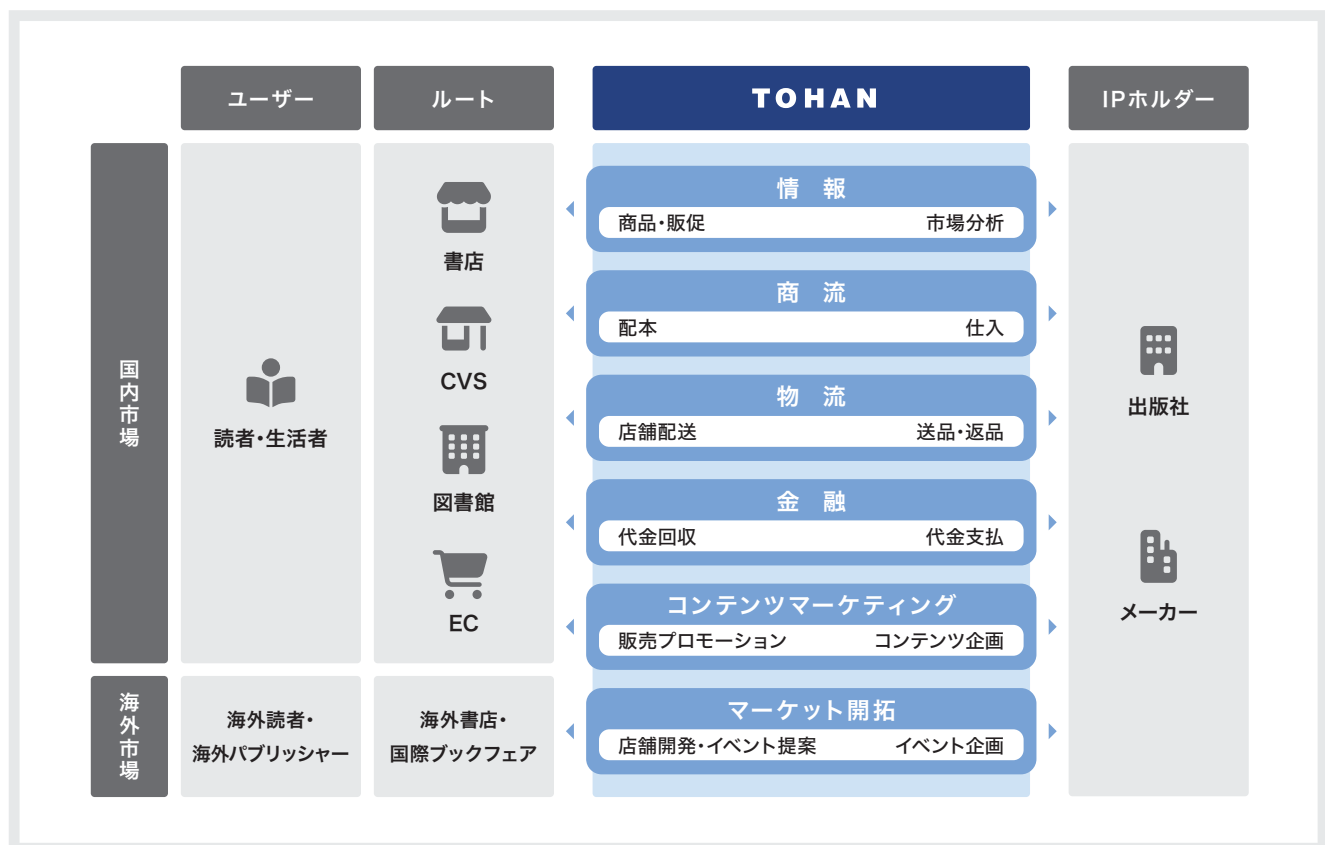 ユーザー
ルート
TOHAN
IPホルダー
国内市場
読者・生活者
書店
CVS
図書館
EC
情 報
商品・販促 市場分析
商 流
配本 仕入
物 流
店舗配送 送品・返品
金 融
代金回収 代金支払
コンテンツマーケティング
販売プロモーション コンテンツ企画
マーケット開拓
店舗開発・イベント提案 イベント企画
出版社
メーカー
海外市場
海外読者・
海外パブリッシャー
海外書店・
国際ブックフェア